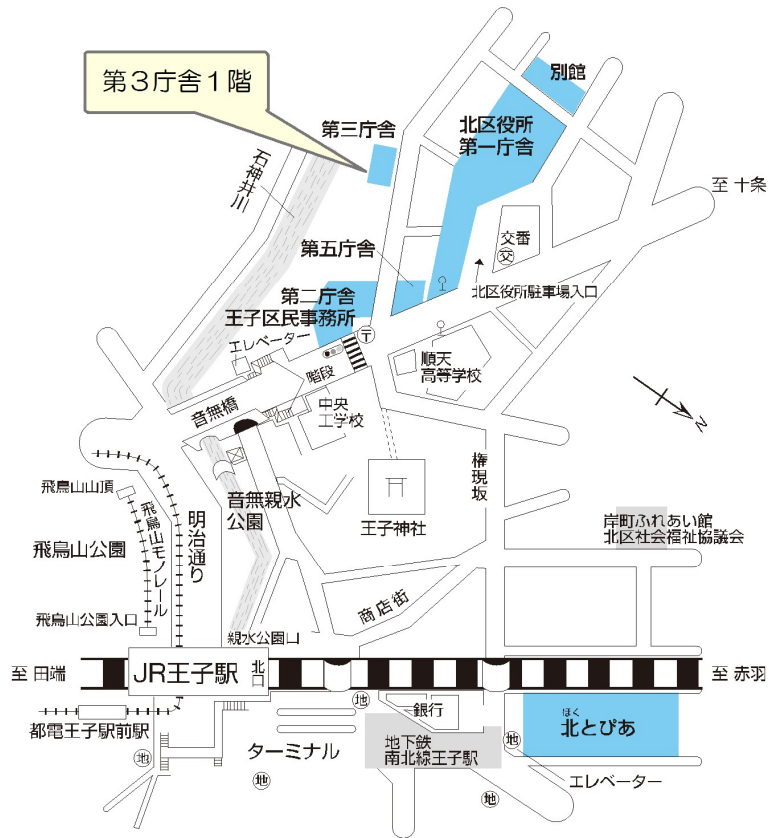 別館
第３庁舎１階
北区役所
第一庁舎
第三庁舎
石神井川
至 十条
交番
交
第五庁舎
北区役所駐車場入口
第二庁舎
王子区民事務所
〒
エレベーター
順天
高等学校
階段
音無橋
中央
工学校
N
権現坂
飛鳥山山頂
音無親水
公園
王子神社
明治通り
飛鳥山モノレール
飛鳥山公園
岸町ふれあい館
北区社会福祉協議会
商店街
飛鳥山公園入口
親水公園口
至 田端
JR王子駅
北口
至 赤羽
地
銀行
ほく
北とぴあ
都電王子駅前駅
地
ターミナル
地下鉄
南北線王子駅
地
地
エレベーター
地